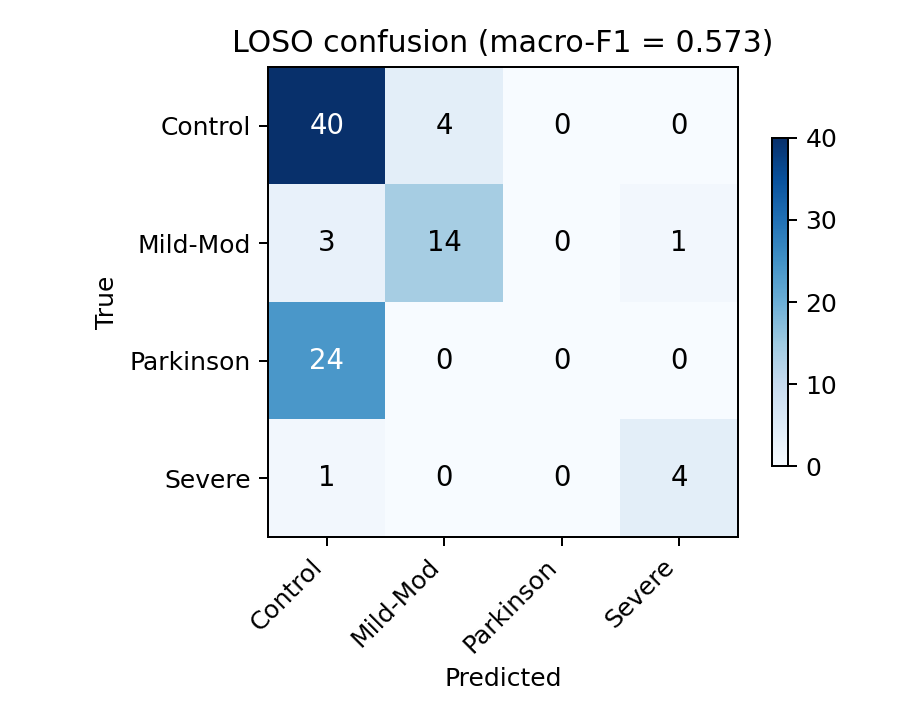 LOSO confusion (macro-F1 = 0.573)
Control 40 4 0 0
Mild-Mod 3 14 0 1
Parkinson 24 0 0 0
Severe 1 0 0 4
True
Control Mild-Mod Parkinson Severe
Predicted
40
30
20
10
0